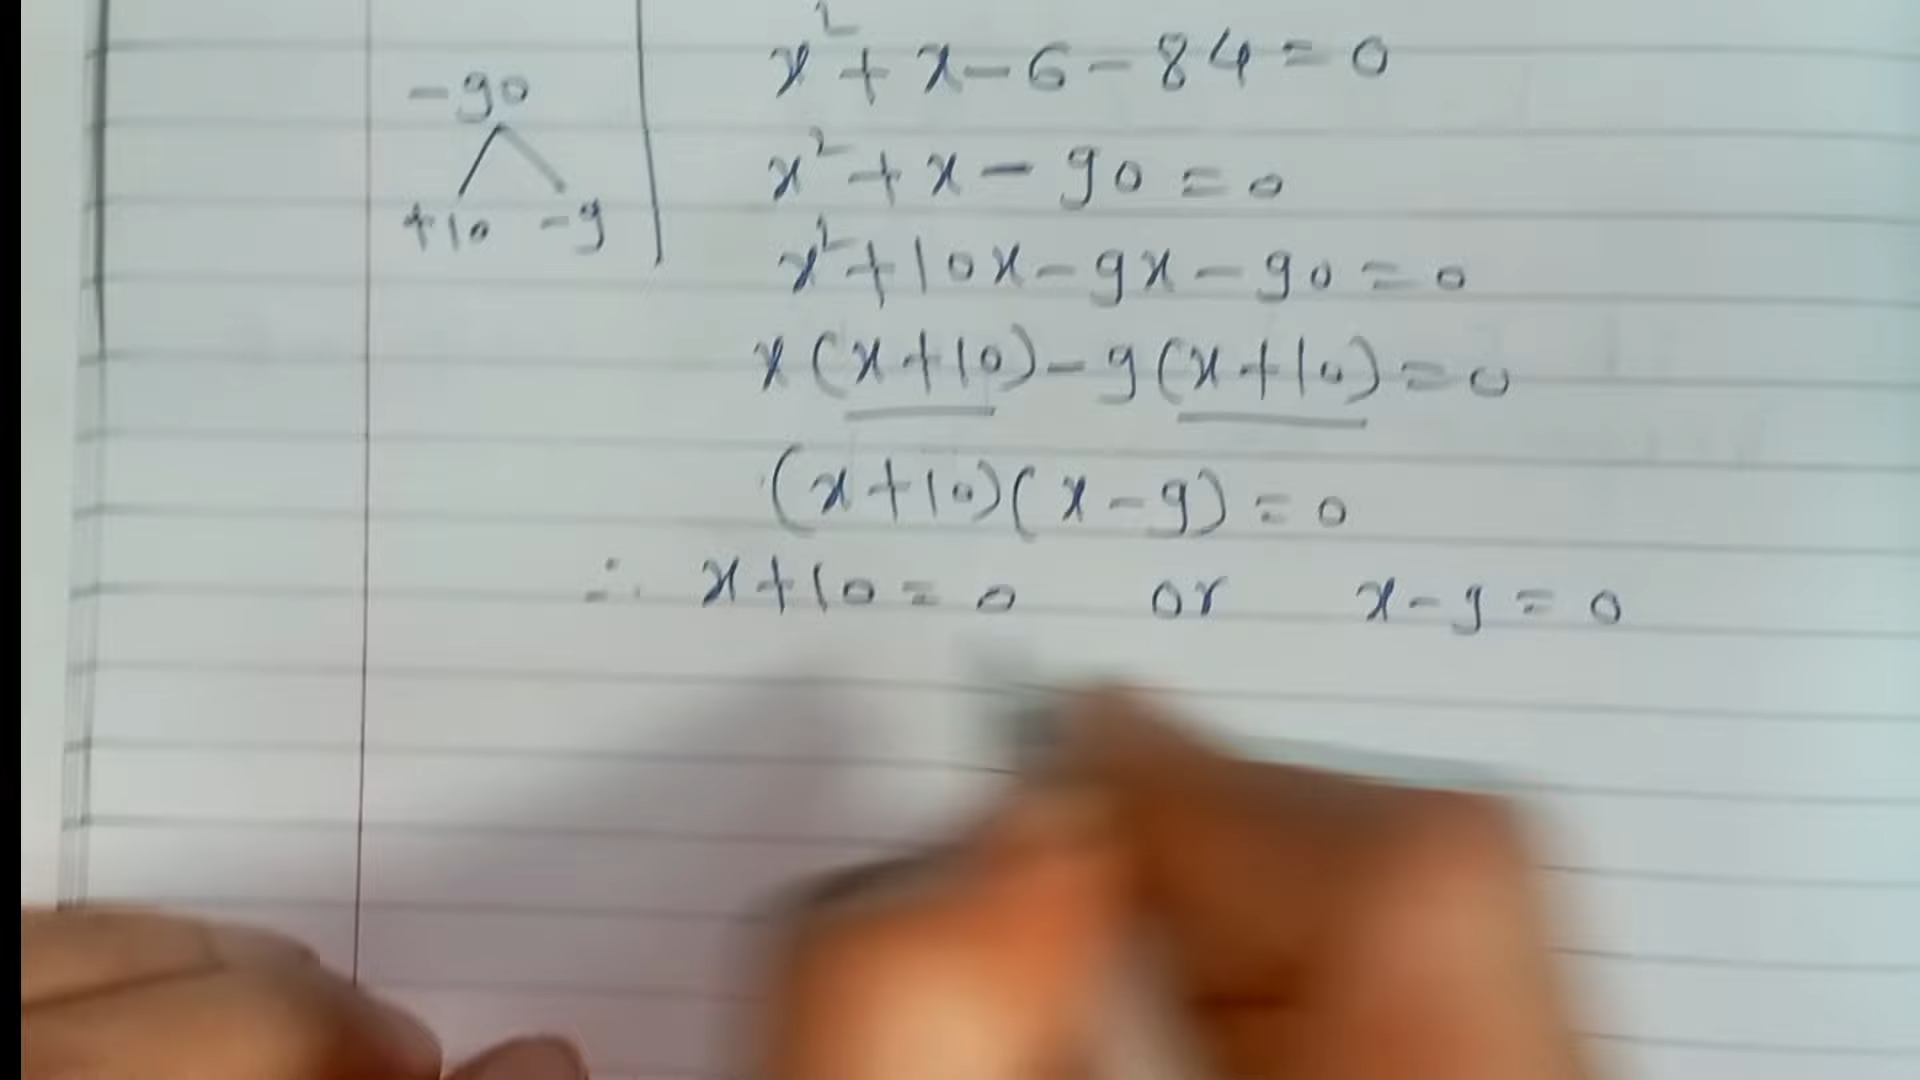 x² + x - 6 - 84 = 0
x² + x - 90 = 0
x² + 10x - 9x - 90 = 0
x (x + 10) - 9 (x + 10) = 0
(x + 10) (x - 9) = 0
∴ x + 10 = 0 or x - 9 = 0
-90
+10 -9